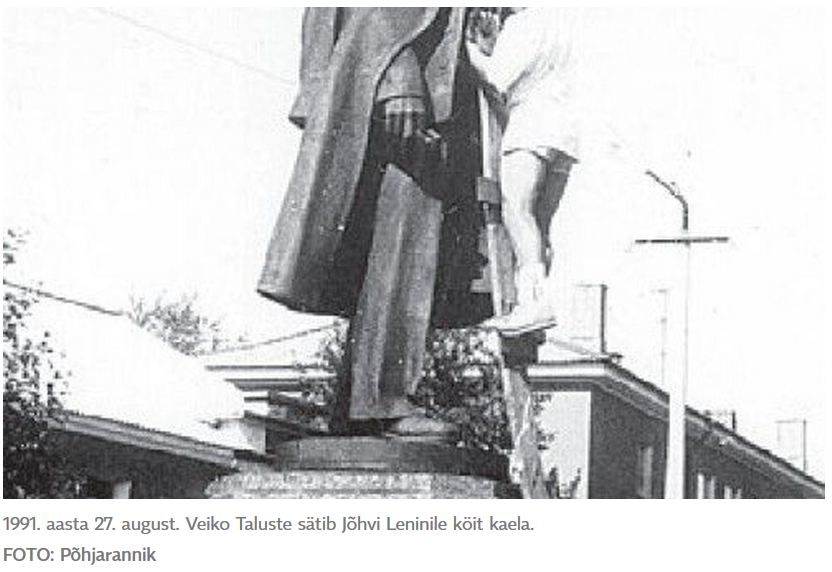 1991. aasta 27. august. Veiko Taluste sätib Jõhvi Leninile köit kaela.
FOTO: Põhjarannik